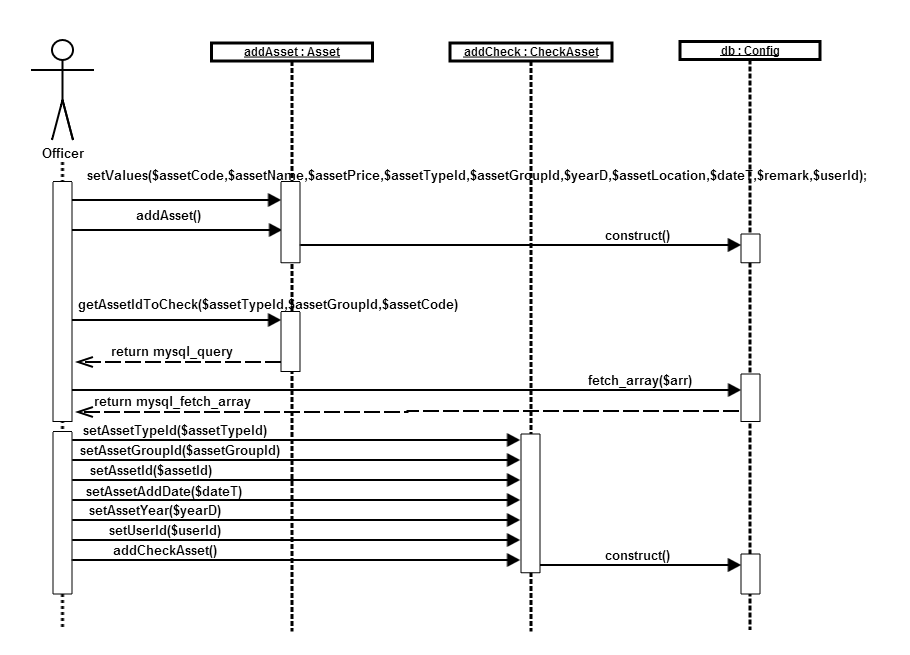 addAsset : Asset
addCheck : CheckAsset
db : Config
Officer
setValues($assetCode,$assetName,$assetPrice,$assetTypeId,$assetGroupId,$yearD,$assetLocation,$dateT,$remark,$userId);
addAsset()
construct()
getAssetIdToCheck($assetTypeId,$assetGroupId,$assetCode)
return mysql_query
fetch_array($arr)
return mysql_fetch_array
setAssetTypeId($assetTypeId)
setAssetGroupId($assetGroupId)
setAssetId($assetId)
setAssetAddDate($dateT)
setAssetYear($yearD)
setUserId($userId)
addCheckAsset()
construct()